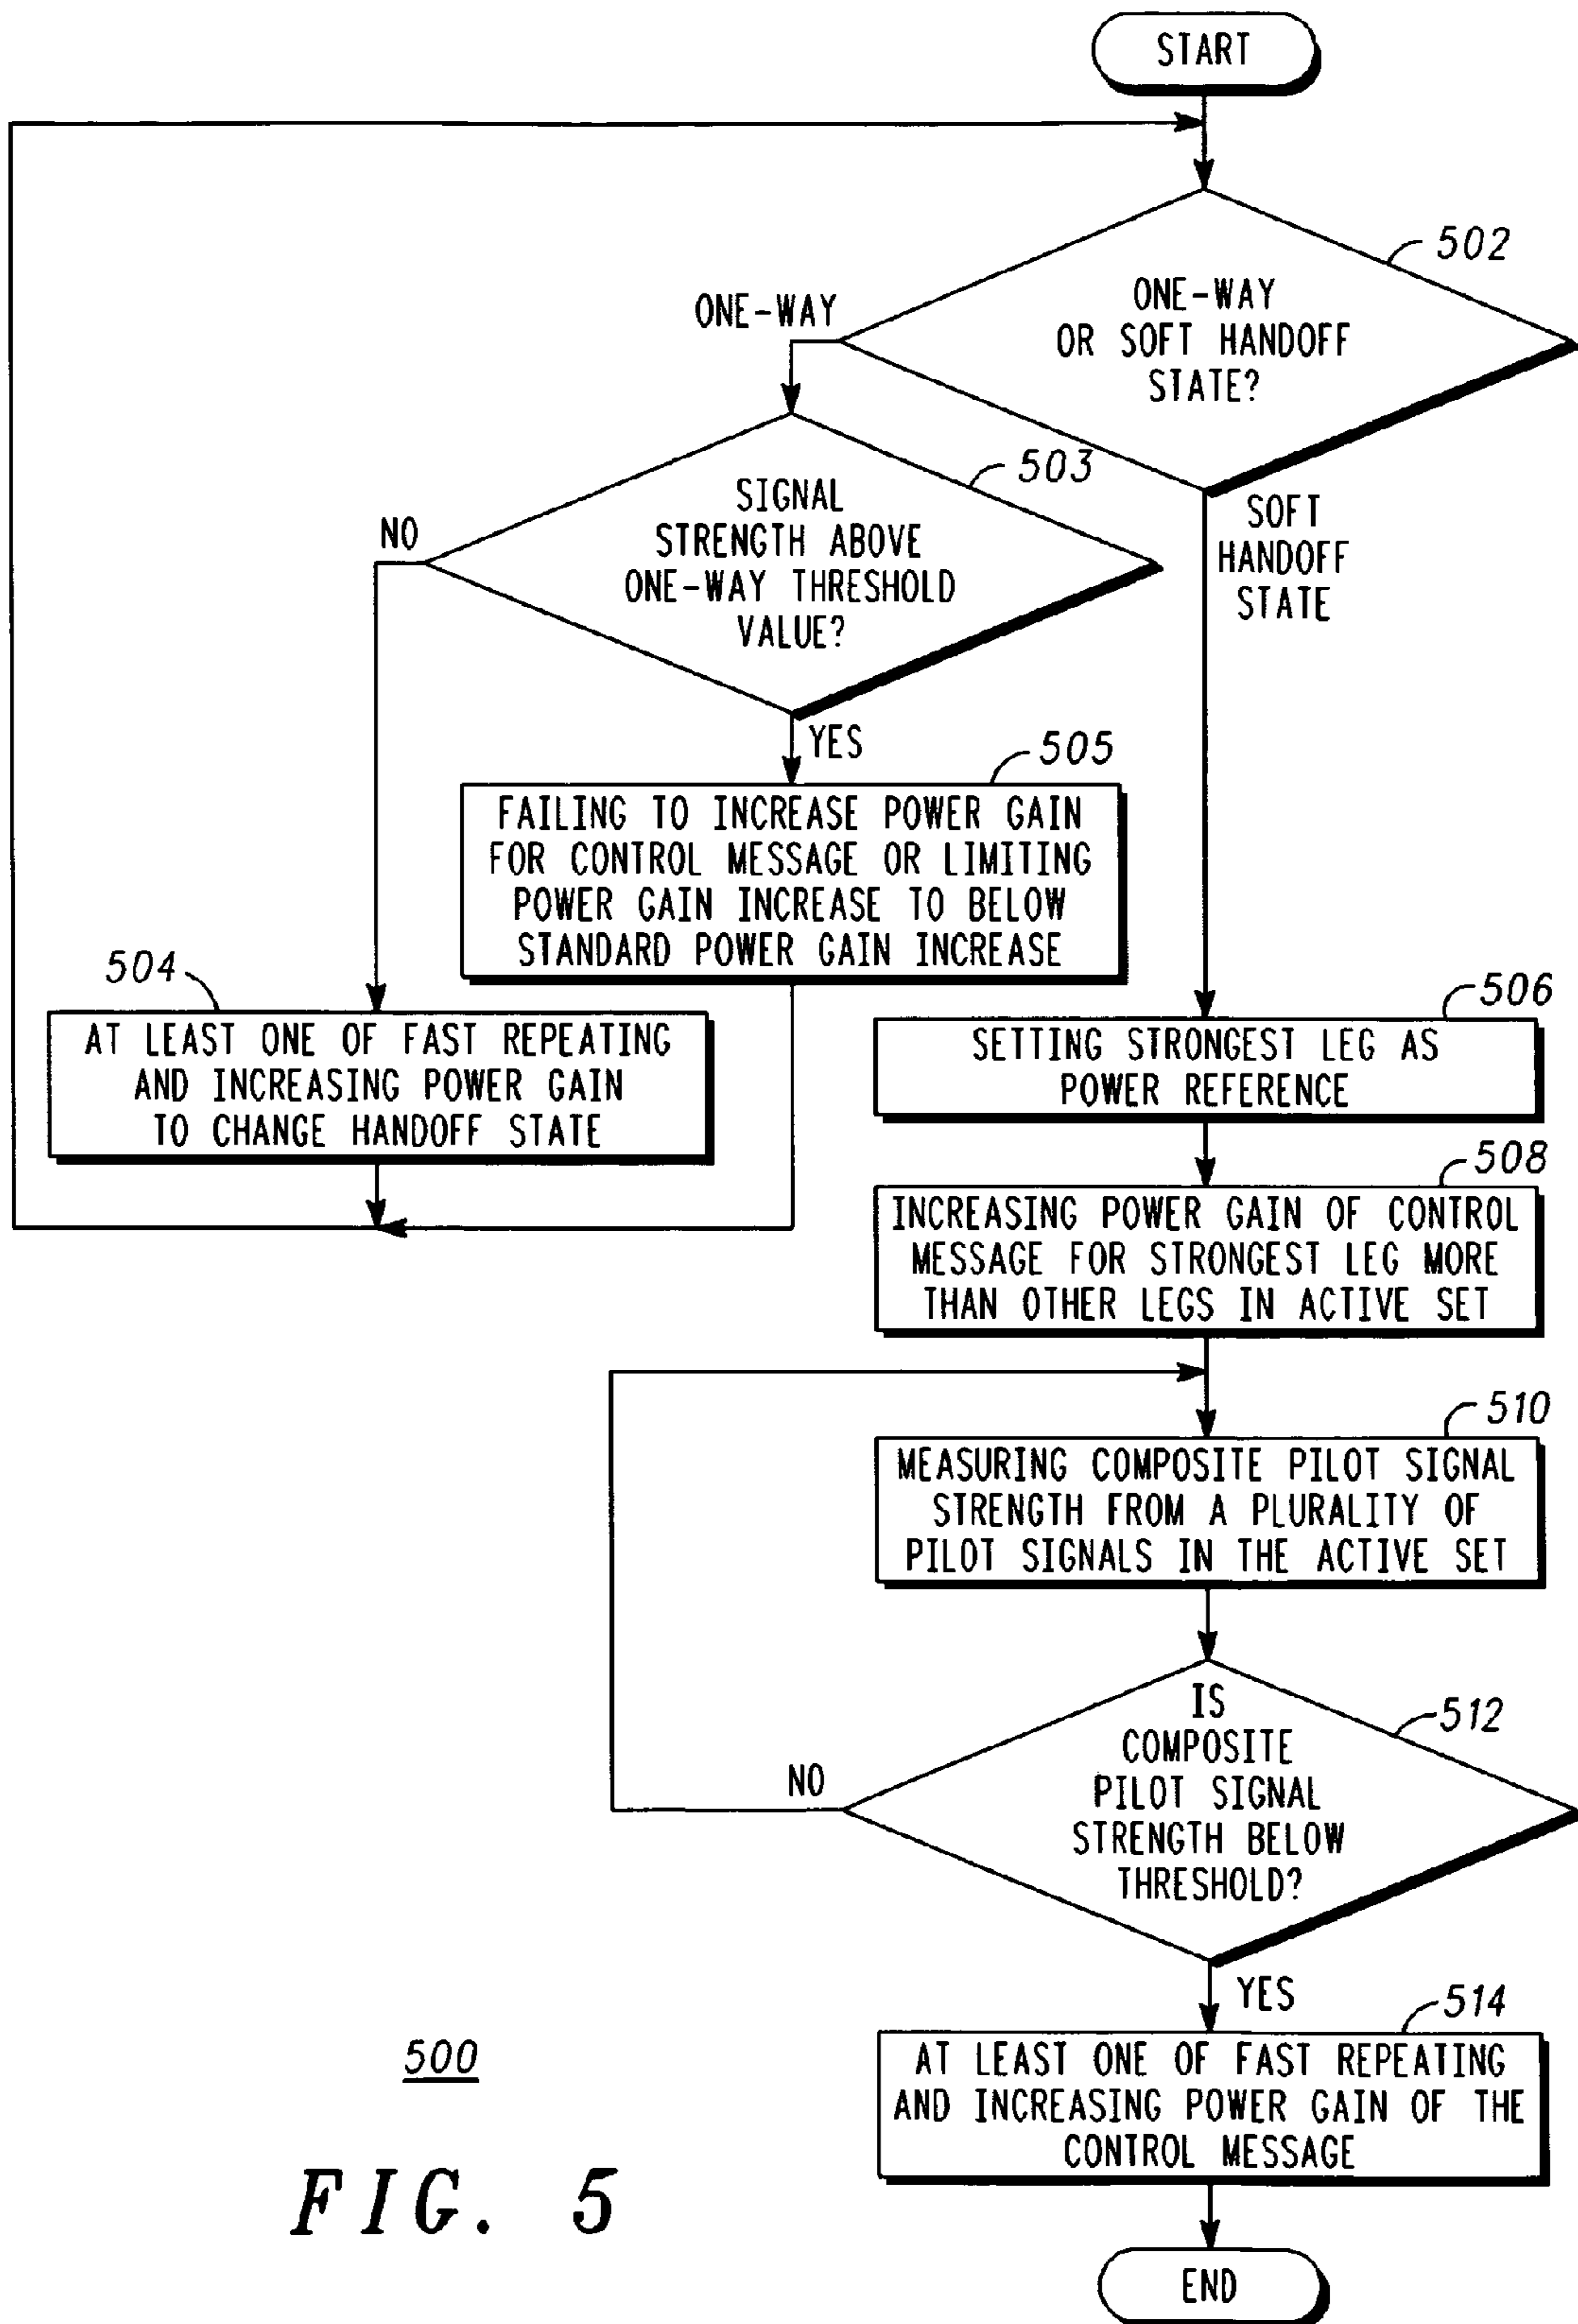 START
502
ONE-WAY
OR SOFT HANDOFF
STATE?
ONE-WAY
503
SIGNAL
STRENGTH ABOVE
ONE-WAY THRESHOLD
VALUE?
NO
SOFT
HANDOFF
STATE
YES
505
FAILING TO INCREASE POWER GAIN
FOR CONTROL MESSAGE OR LIMITING
POWER GAIN INCREASE TO BELOW
STANDARD POWER GAIN INCREASE
504
AT LEAST ONE OF FAST REPEATING
AND INCREASING POWER GAIN
TO CHANGE HANDOFF STATE
506
SETTING STRONGEST LEG AS
POWER REFERENCE
508
INCREASING POWER GAIN OF CONTROL
MESSAGE FOR STRONGEST LEG MORE
THAN OTHER LEGS IN ACTIVE SET
510
MEASURING COMPOSITE PILOT SIGNAL
STRENGTH FROM A PLURALITY OF
PILOT SIGNALS IN THE ACTIVE SET
512
IS
COMPOSITE
PILOT SIGNAL
STRENGTH BELOW
THRESHOLD?
NO
YES
514
AT LEAST ONE OF FAST REPEATING
AND INCREASING POWER GAIN OF THE
CONTROL MESSAGE
END
500
FIG. 5